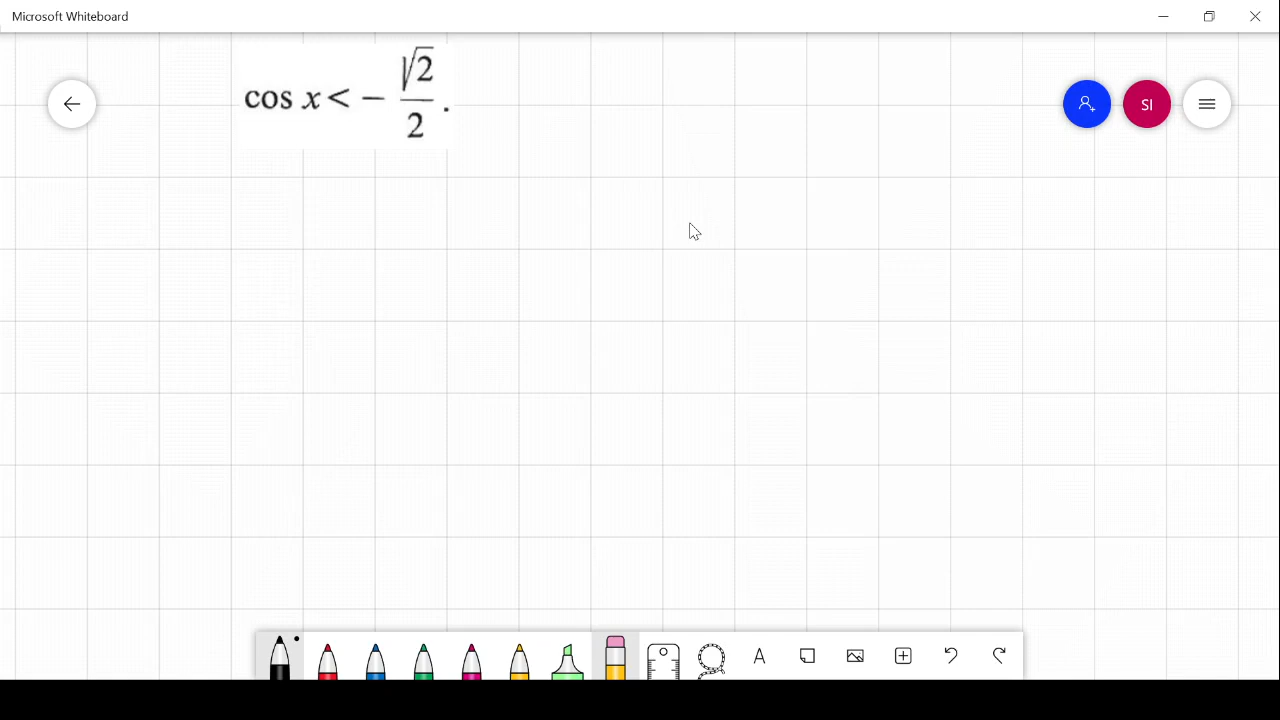 Microsoft Whiteboard
cos x < − √2/2 .
SI
A